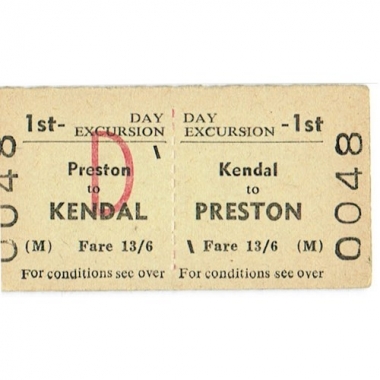 1st- DAY EXCURSION
Preston
to
KENDAL
(M) Fare 13/6
For conditions see over
D
0048
DAY EXCURSION -1st
Kendal
to
PRESTON
Fare 13/6 (M)
For conditions see over
0048